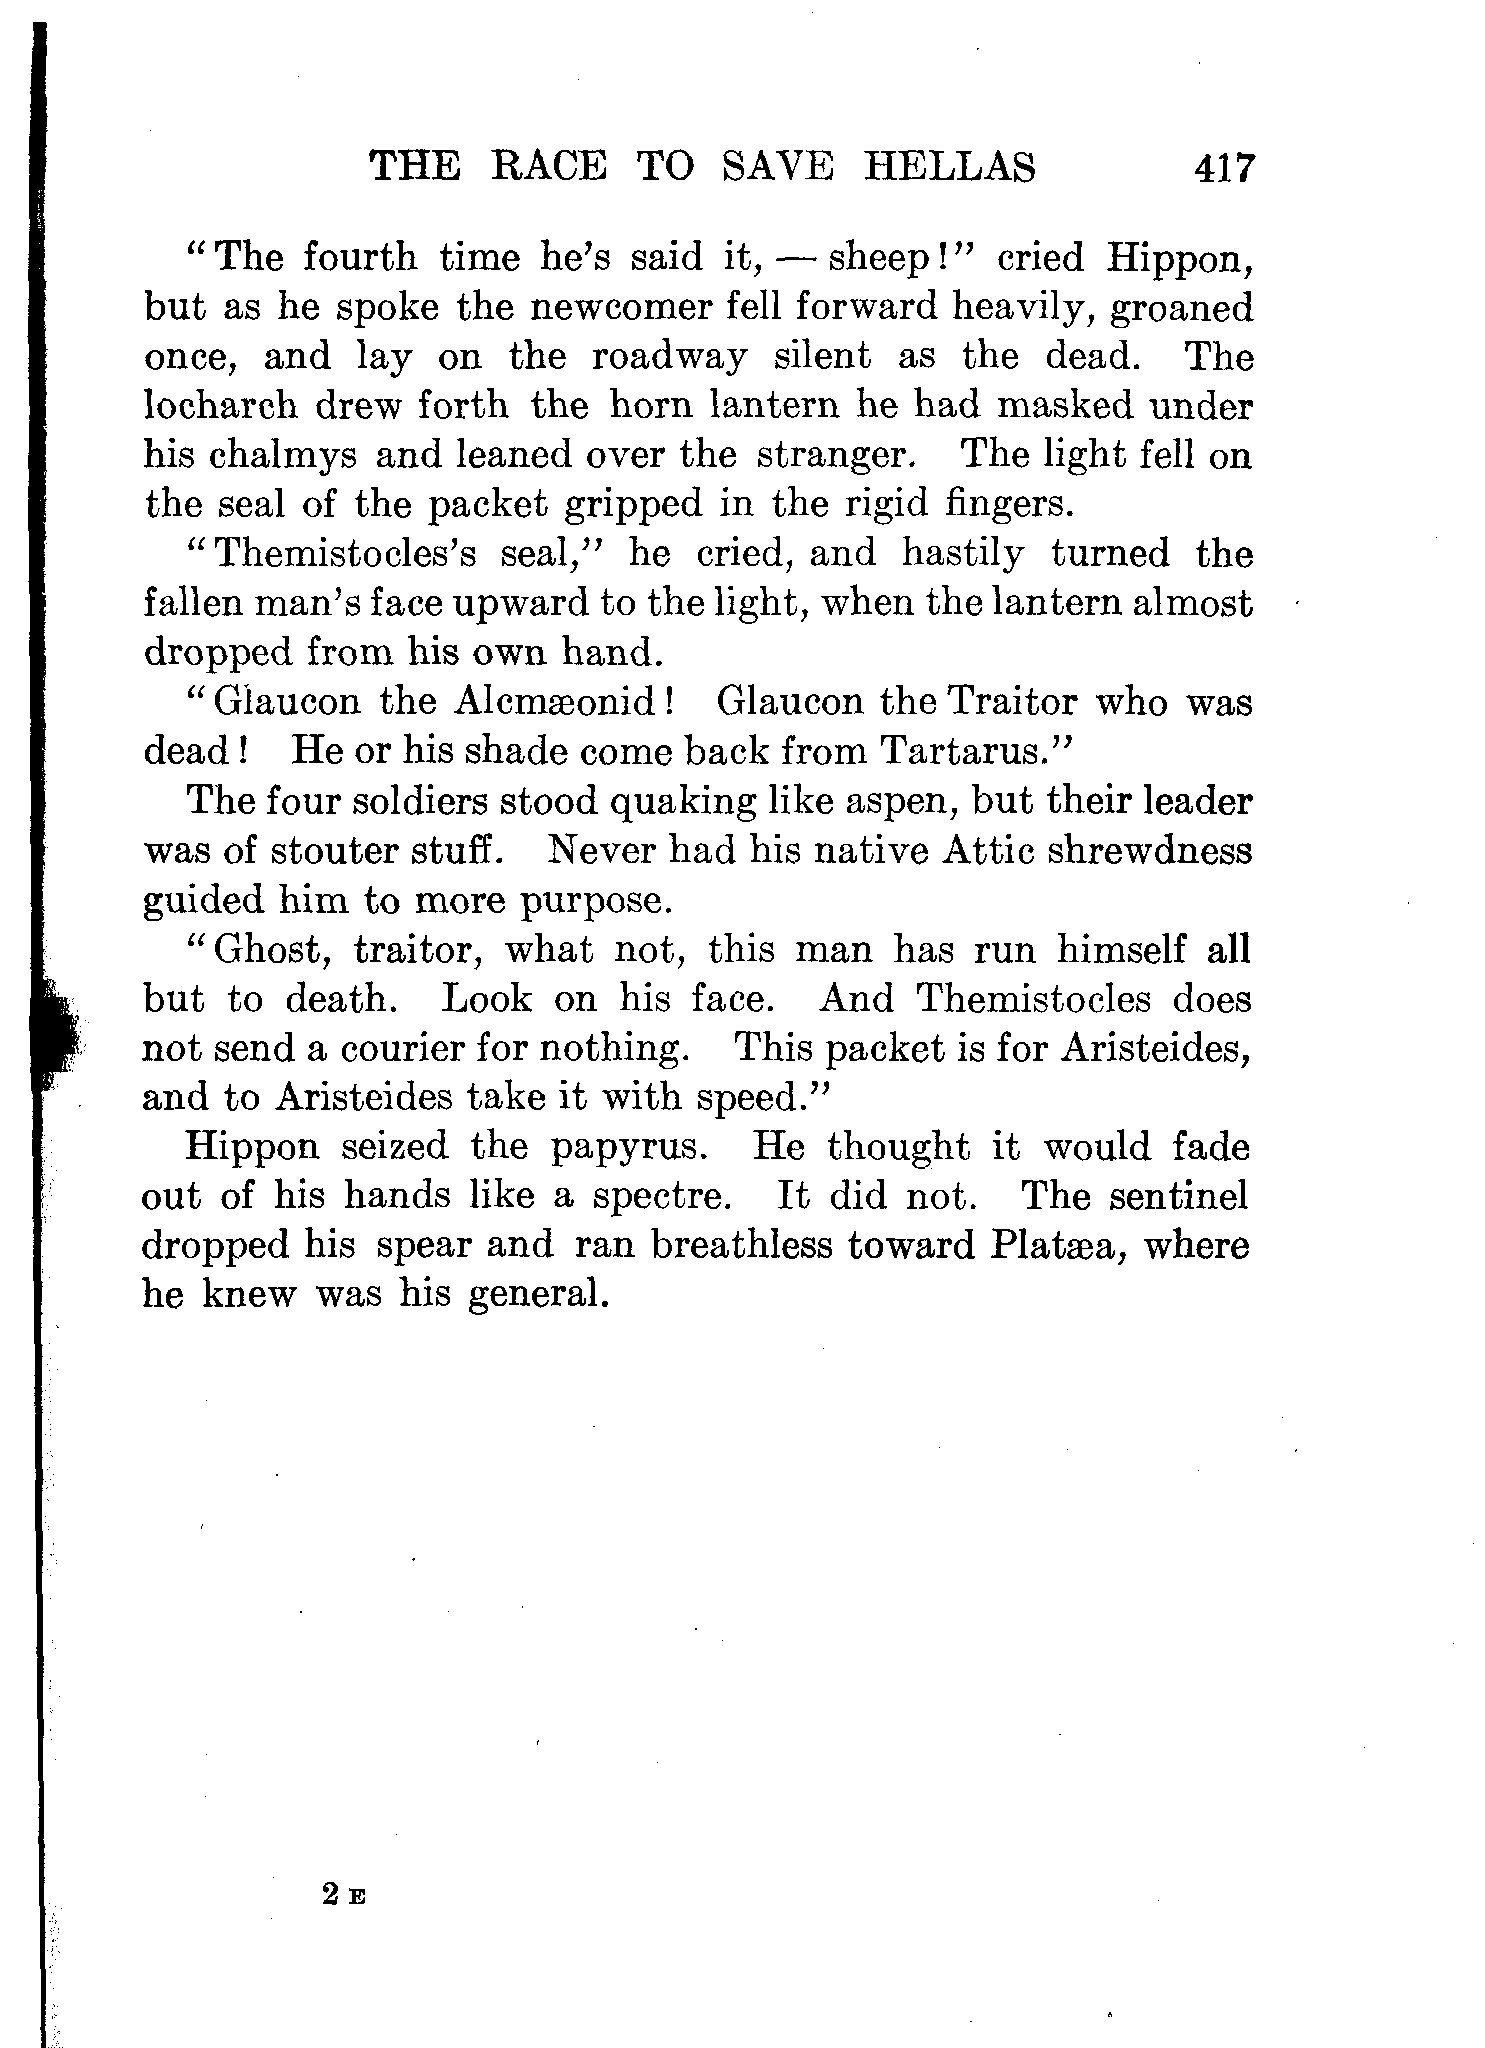 THE RACE TO SAVE HELLAS 417
“The fourth time he’s said it, — sheep!” cried Hippon,
but as he spoke the newcomer fell forward heavily, groaned
once, and lay on the roadway silent as the dead. The
locharch drew forth the horn lantern he had masked under
his chalmys and leaned over the stranger. The light fell on
the seal of the packet gripped in the rigid fingers.
“Themistocles’s seal,” he cried, and hastily turned the
fallen man’s face upward to the light, when the lantern almost
dropped from his own hand.
“Glaucon the Alcmæonid! Glaucon the Traitor who was
dead! He or his shade come back from Tartarus.”
The four soldiers stood quaking like aspen, but their leader
was of stouter stuff. Never had his native Attic shrewdness
guided him to more purpose.
“Ghost, traitor, what not, this man has run himself all
but to death. Look on his face. And Themistocles does
not send a courier for nothing. This packet is for Aristeides,
and to Aristeides take it with speed.”
Hippon seized the papyrus. He thought it would fade
out of his hands like a spectre. It did not. The sentinel
dropped his spear and ran breathless toward Platæa, where
he knew was his general.
2 E